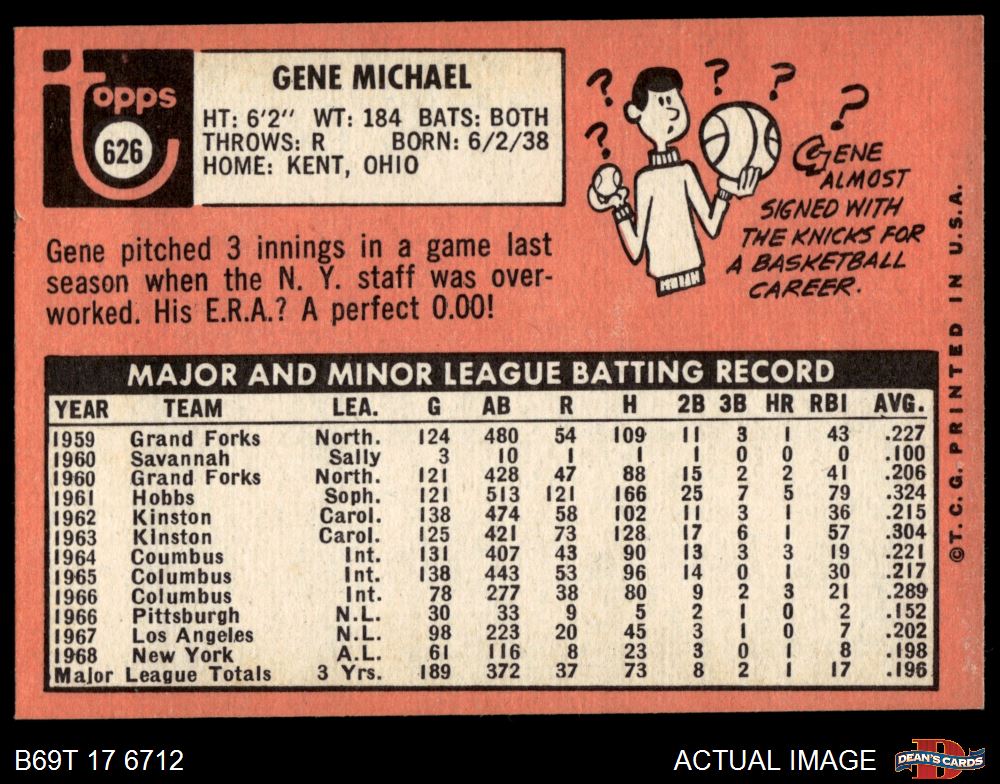 topps
626
GENE MICHAEL
HT: 6'2" WT: 184 BATS: BOTH
THROWS: R BORN: 6/2/38
HOME: KENT, OHIO
Gene pitched 3 innings in a game last
season when the N. Y. staff was over-
worked. His E.R.A.? A perfect 0.00!
? ? ? ? ?
GENE
ALMOST
SIGNED WITH
THE KNICKS FOR
A BASKETBALL
CAREER.
MAJOR AND MINOR LEAGUE BATTING RECORD
YEAR TEAM LEA. G AB R H 2B 3B HR RBI AVG.
1959 Grand Forks North. 124 480 54 109 11 3 1 43 .227
1960 Savannah Sally 3 10 1 1 1 0 0 0 .100
1960 Grand Forks North. 121 428 47 88 15 2 2 41 .206
1961 Hobbs Soph. 121 513 121 166 25 7 5 79 .324
1962 Kinston Carol. 138 474 58 102 11 3 1 36 .215
1963 Kinston Carol. 125 421 73 128 17 6 1 57 .304
1964 Coumbus Int. 131 407 43 90 13 3 3 19 .221
1965 Columbus Int. 138 443 53 96 14 0 1 30 .217
1966 Columbus Int. 78 277 38 80 9 2 3 21 .289
1966 Pittsburgh N.L. 30 33 9 5 2 1 0 2 .152
1967 Los Angeles N.L. 98 223 20 45 3 1 0 7 .202
1968 New York A.L. 61 116 8 23 3 0 1 8 .198
Major League Totals 3 Yrs. 189 372 37 73 8 2 1 17 .196
©T. C. G. PRINTED IN U.S.A.
B69T 17 6712
ACTUAL IMAGE
D
DEAN'S CARDS